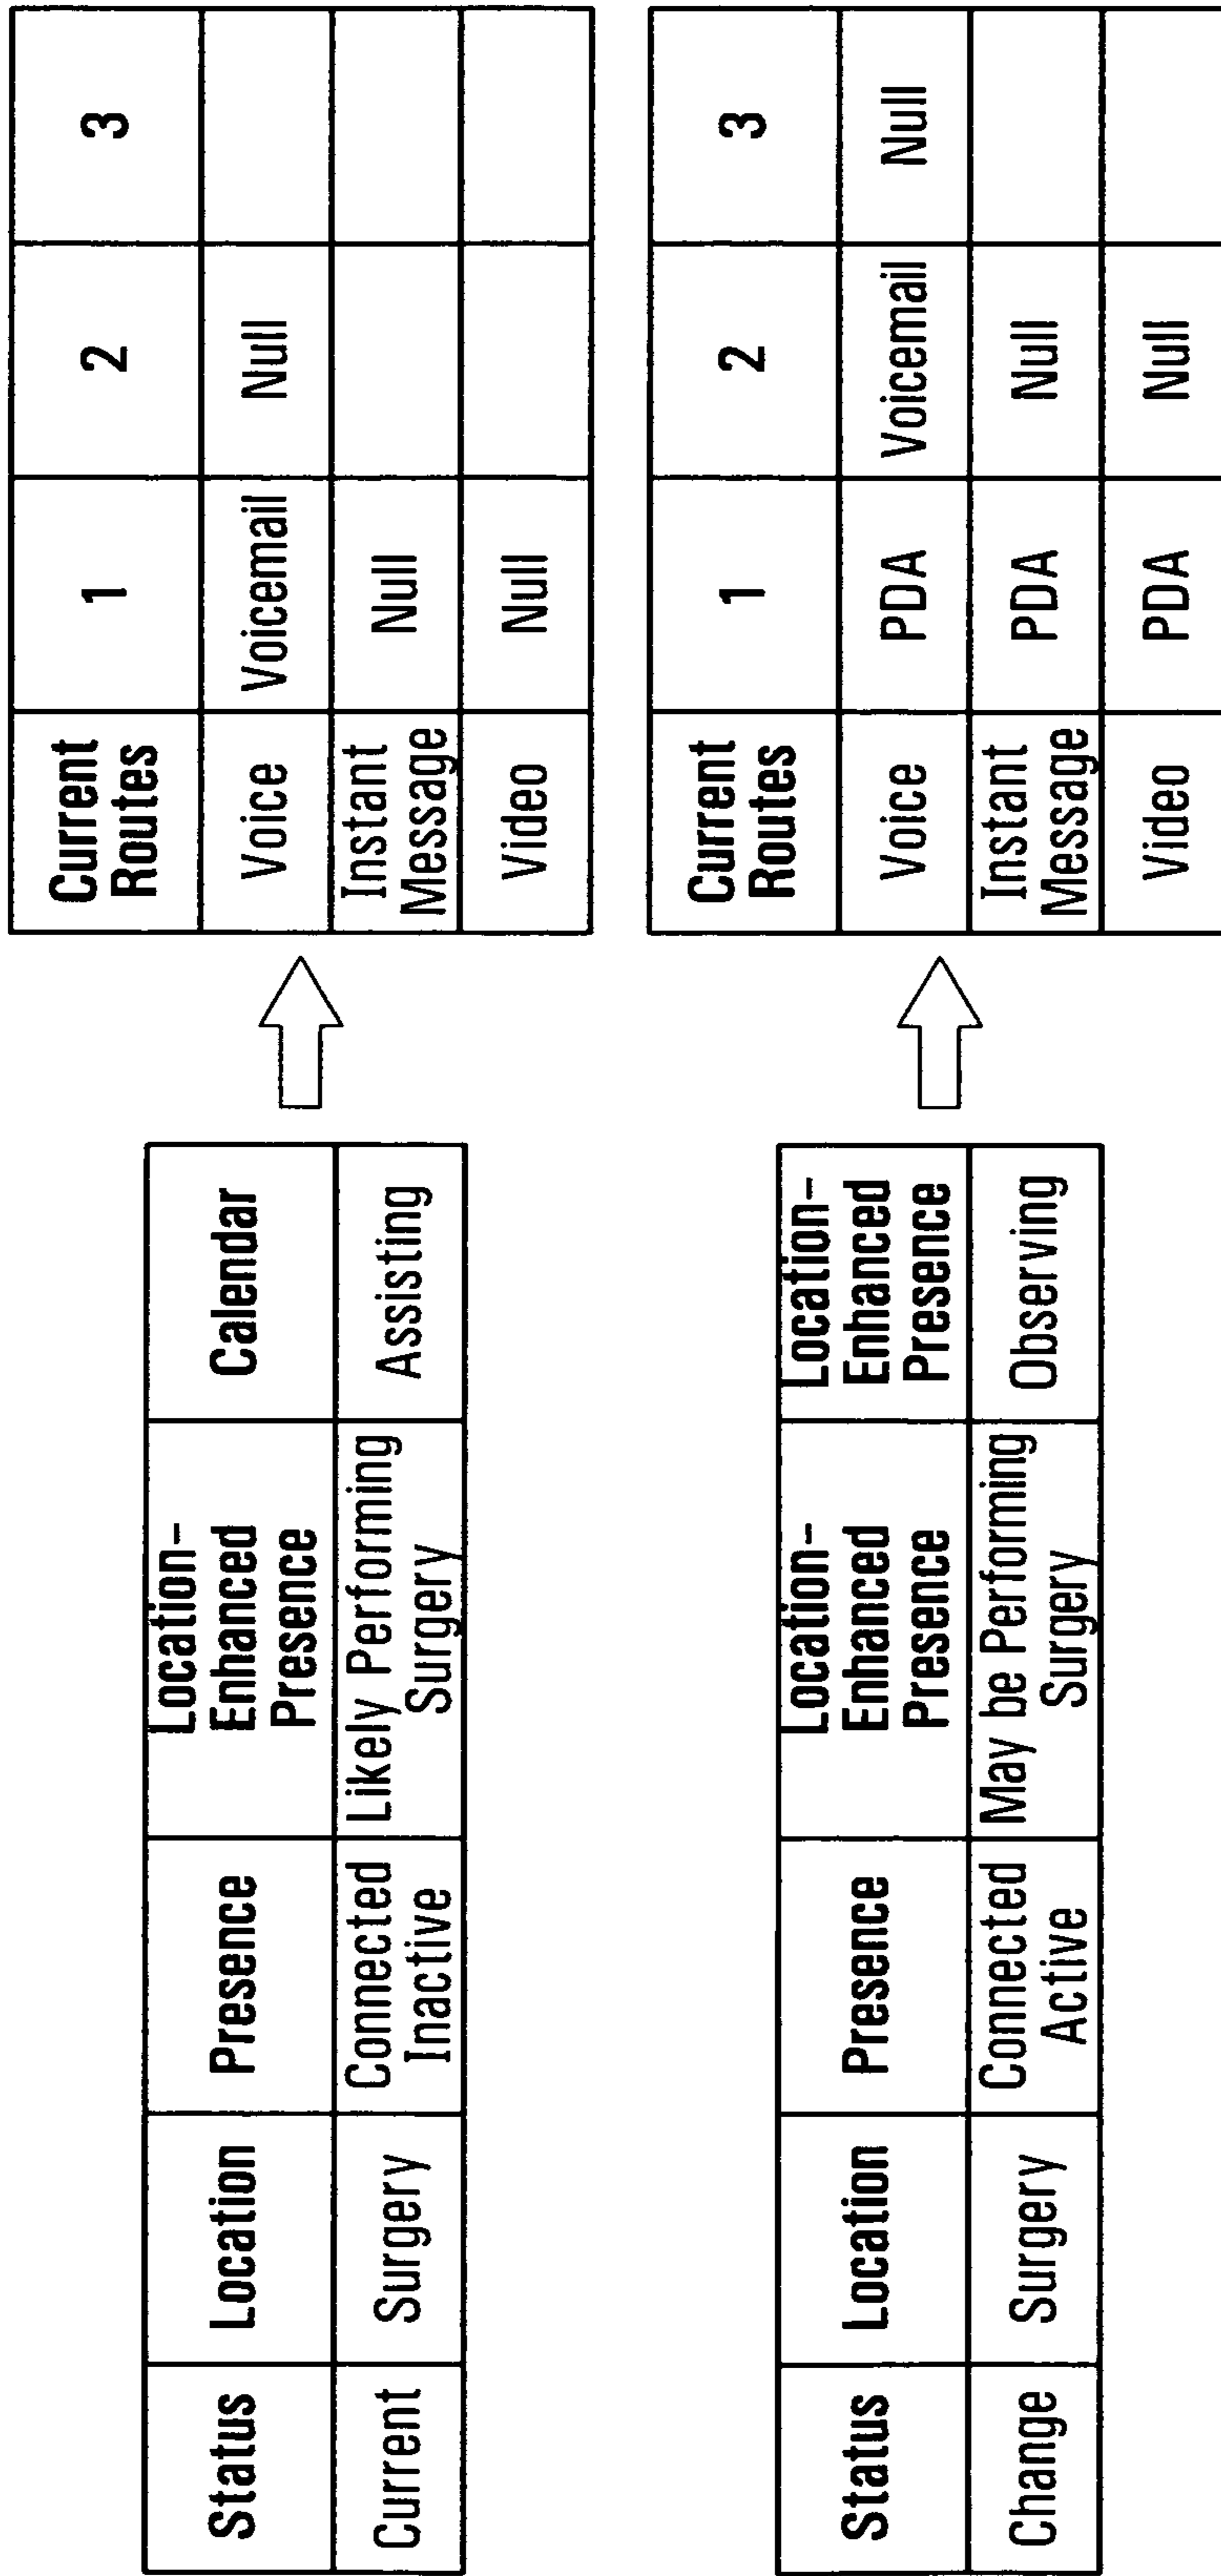 Status Location Presence Location-
Enhanced
Presence Calendar
Current Surgery Connected
Inactive Likely Performing
Surgery Assisting
Current
Routes 1 2 3
Voice Voicemail Null
Instant
Message Null
Video Null
Status Location Presence Location-
Enhanced
Presence Location-
Enhanced
Presence
Change Surgery Connected
Active May be Performing
Surgery Observing
Current
Routes 1 2 3
Voice PDA Voicemail Null
Instant
Message PDA Null
Video PDA Null